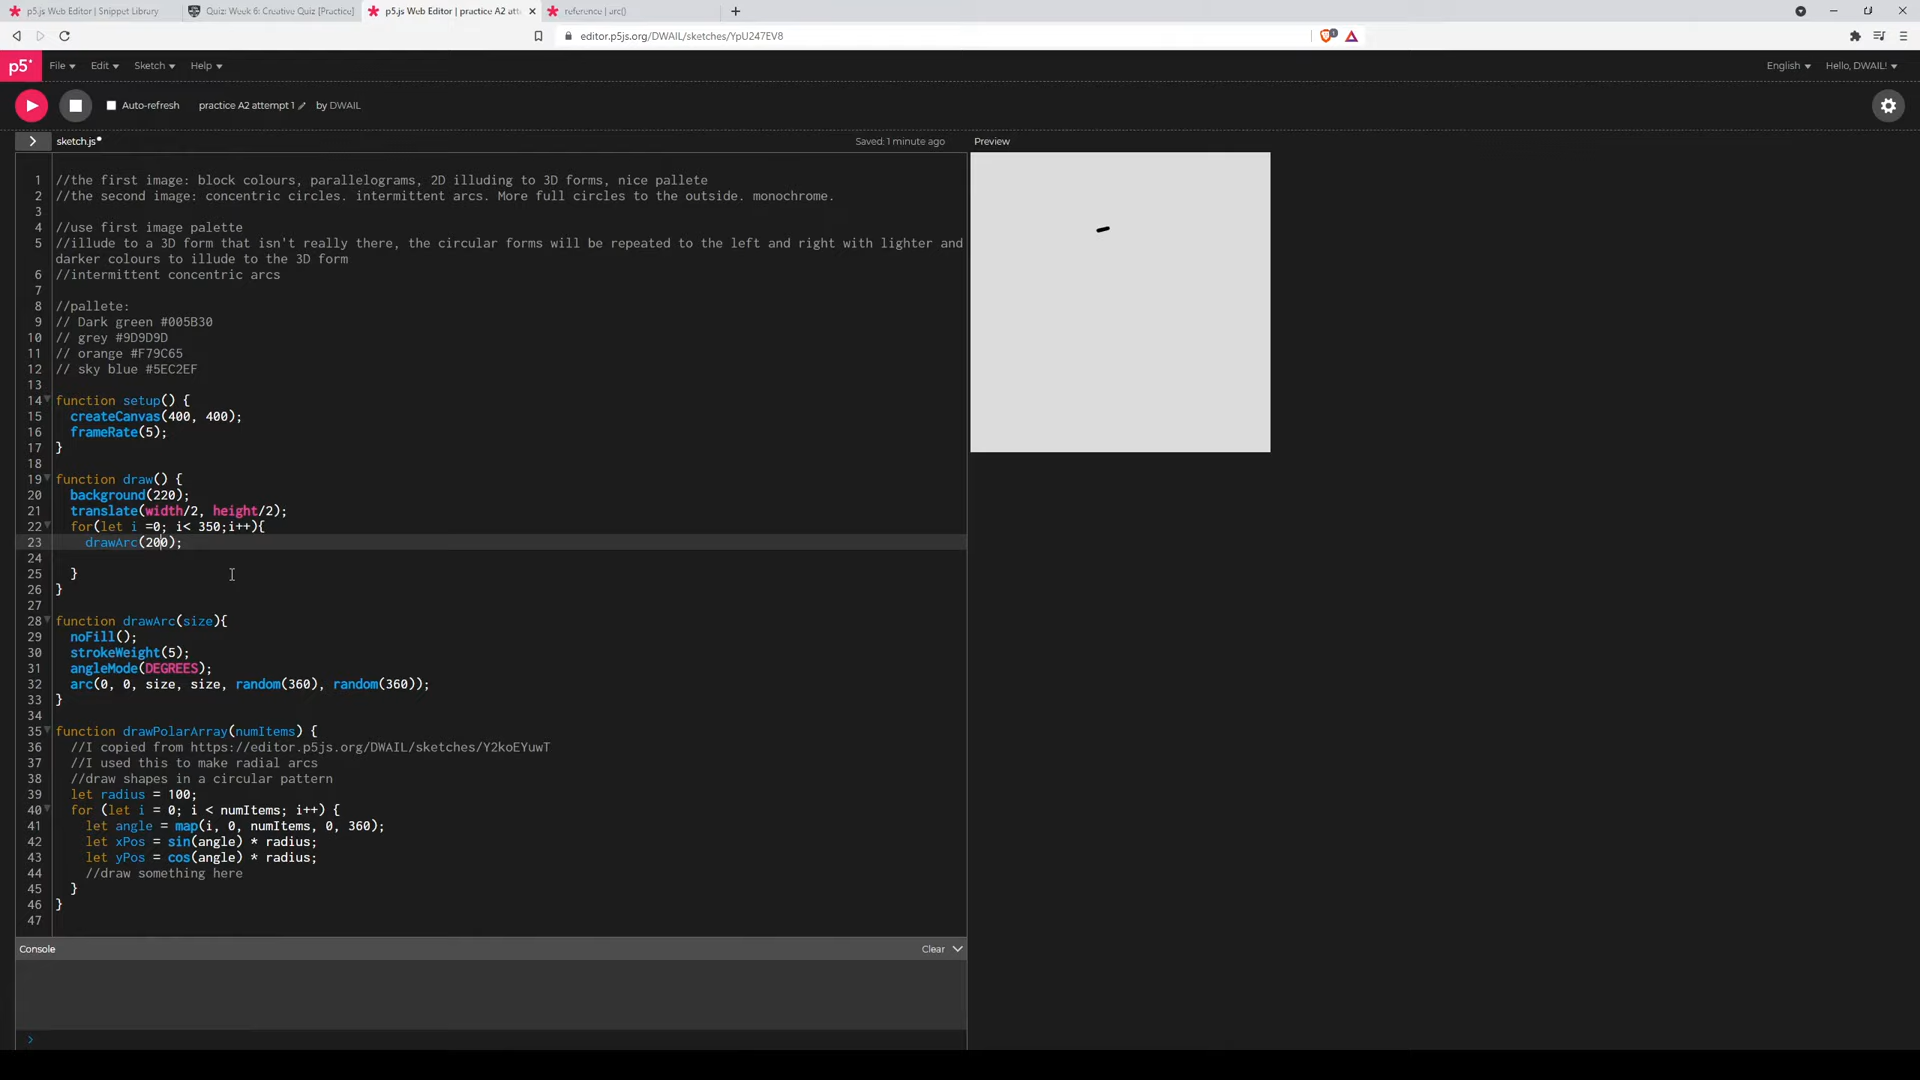 p5.js Web Editor | Snippet Library
Quiz: Week 6: Creative Quiz [Practice]
p5.js Web Editor | practice A2 att
reference | arc()
editor.p5js.org/DWAIL/sketches/YpU247EV8
p5* File Edit Sketch Help English Hello, DWAIL!
Auto-refresh practice A2 attempt 1 by DWAIL
sketch.js Saved: 1 minute ago Preview
1 //the first image: block colours, parallelograms, 2D illuding to 3D forms, nice pallete
2 //the second image: concentric circles. intermittent arcs. More full circles to the outside. monochrome.
3
4 //use first image palette
5 //illude to a 3D form that isn't really there, the circular forms will be repeated to the left and right with lighter and
darker colours to illude to the 3D form
6 //intermittent concentric arcs
7
8 //pallete:
9 // Dark green #005B30
10 // grey #9D9D9D
11 // orange #F79C65
12 // sky blue #5EC2EF
13
14 function setup() {
15 createCanvas(400, 400);
16 frameRate(5);
17 }
18
19 function draw() {
20 background(220);
21 translate(width/2, height/2);
22 for(let i =0; i< 350;i++){
23 drawArc(200);
24
25 }
26 }
27
28 function drawArc(size){
29 noFill();
30 strokeWeight(5);
31 angleMode(DEGREES);
32 arc(0, 0, size, size, random(360), random(360));
33 }
34
35 function drawPolarArray(numItems) {
36 //I copied from https://editor.p5js.org/DWAIL/sketches/Y2koEYuwT
37 //I used this to make radial arcs
38 //draw shapes in a circular pattern
39 let radius = 100;
40 for (let i = 0; i < numItems; i++) {
41 let angle = map(i, 0, numItems, 0, 360);
42 let xPos = sin(angle) * radius;
43 let yPos = cos(angle) * radius;
44 //draw something here
45 }
46 }
47
Console Clear
>